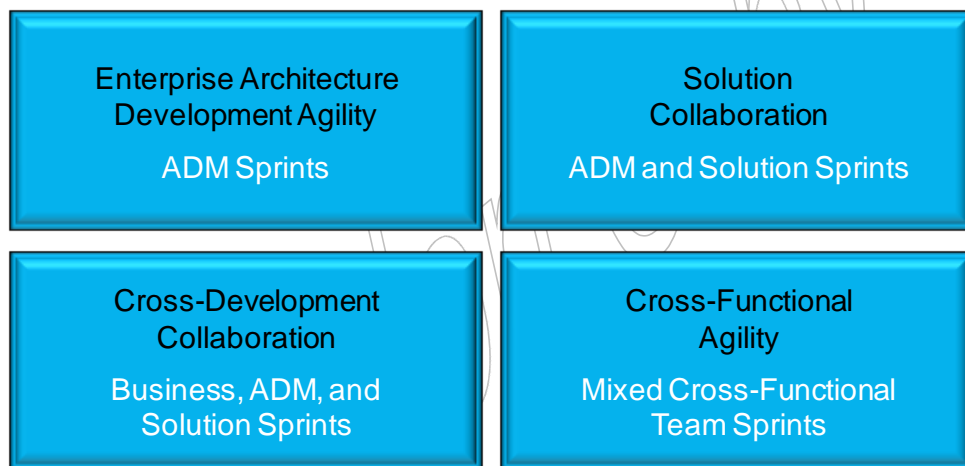 Enterprise Architecture
Development Agility
ADM Sprints
Solution
Collaboration
ADM and Solution Sprints
Cross-Development
Collaboration
Business, ADM, and
Solution Sprints
Cross-Functional
Agility
Mixed Cross-Functional
Team Sprints